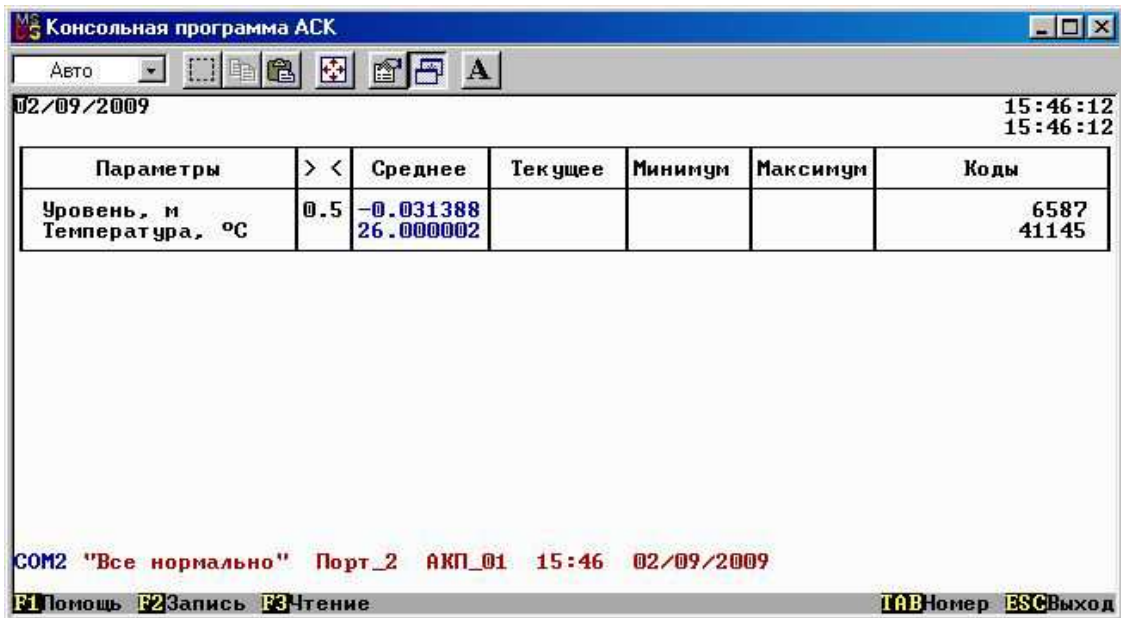 Консольная программа АСК
Авто A
02/09/2009 15:46:12
15:46:12
Параметры > < Среднее Текущее Минимум Максимум Коды
Уровень, м 0.5 -0.031388 6587
Температура, °C 26.000002 41145
COM2 "Все нормально" Порт_2 АКП_01 15:46 02/09/2009
F1Помощь F2Запись F3Чтение TABНомер ESCВыход